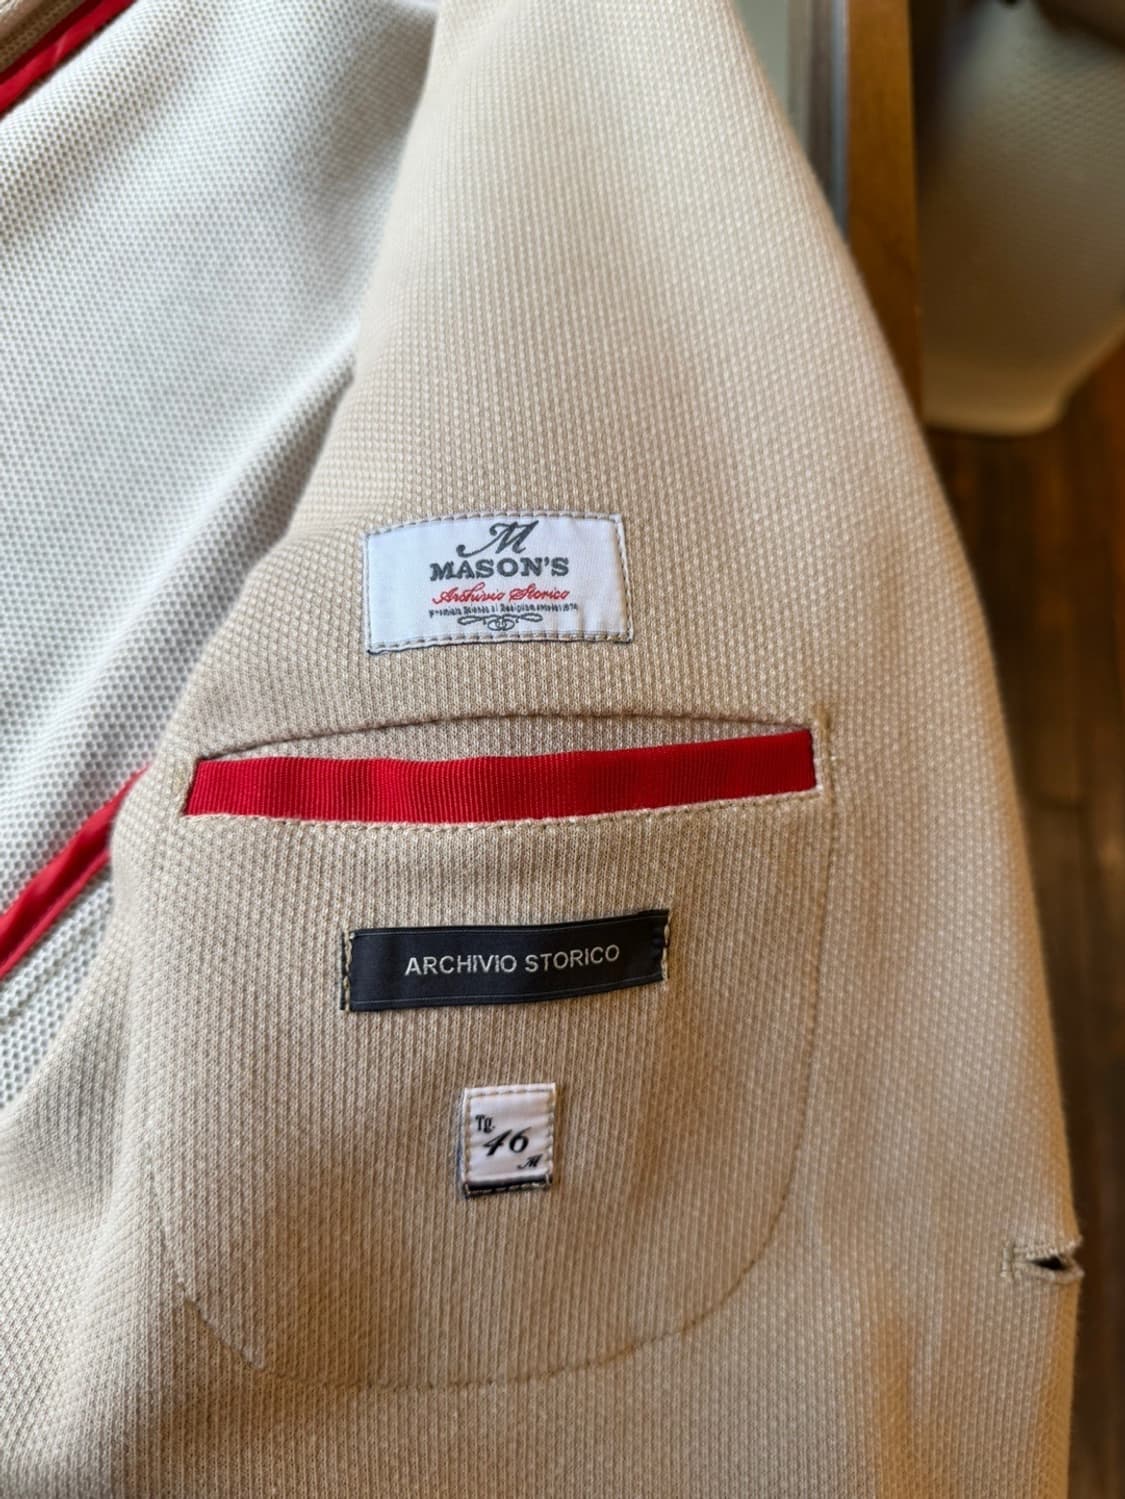 M
MASON'S
Archivio Storico
ARCHIVIO STORICO
Tg.
46
M